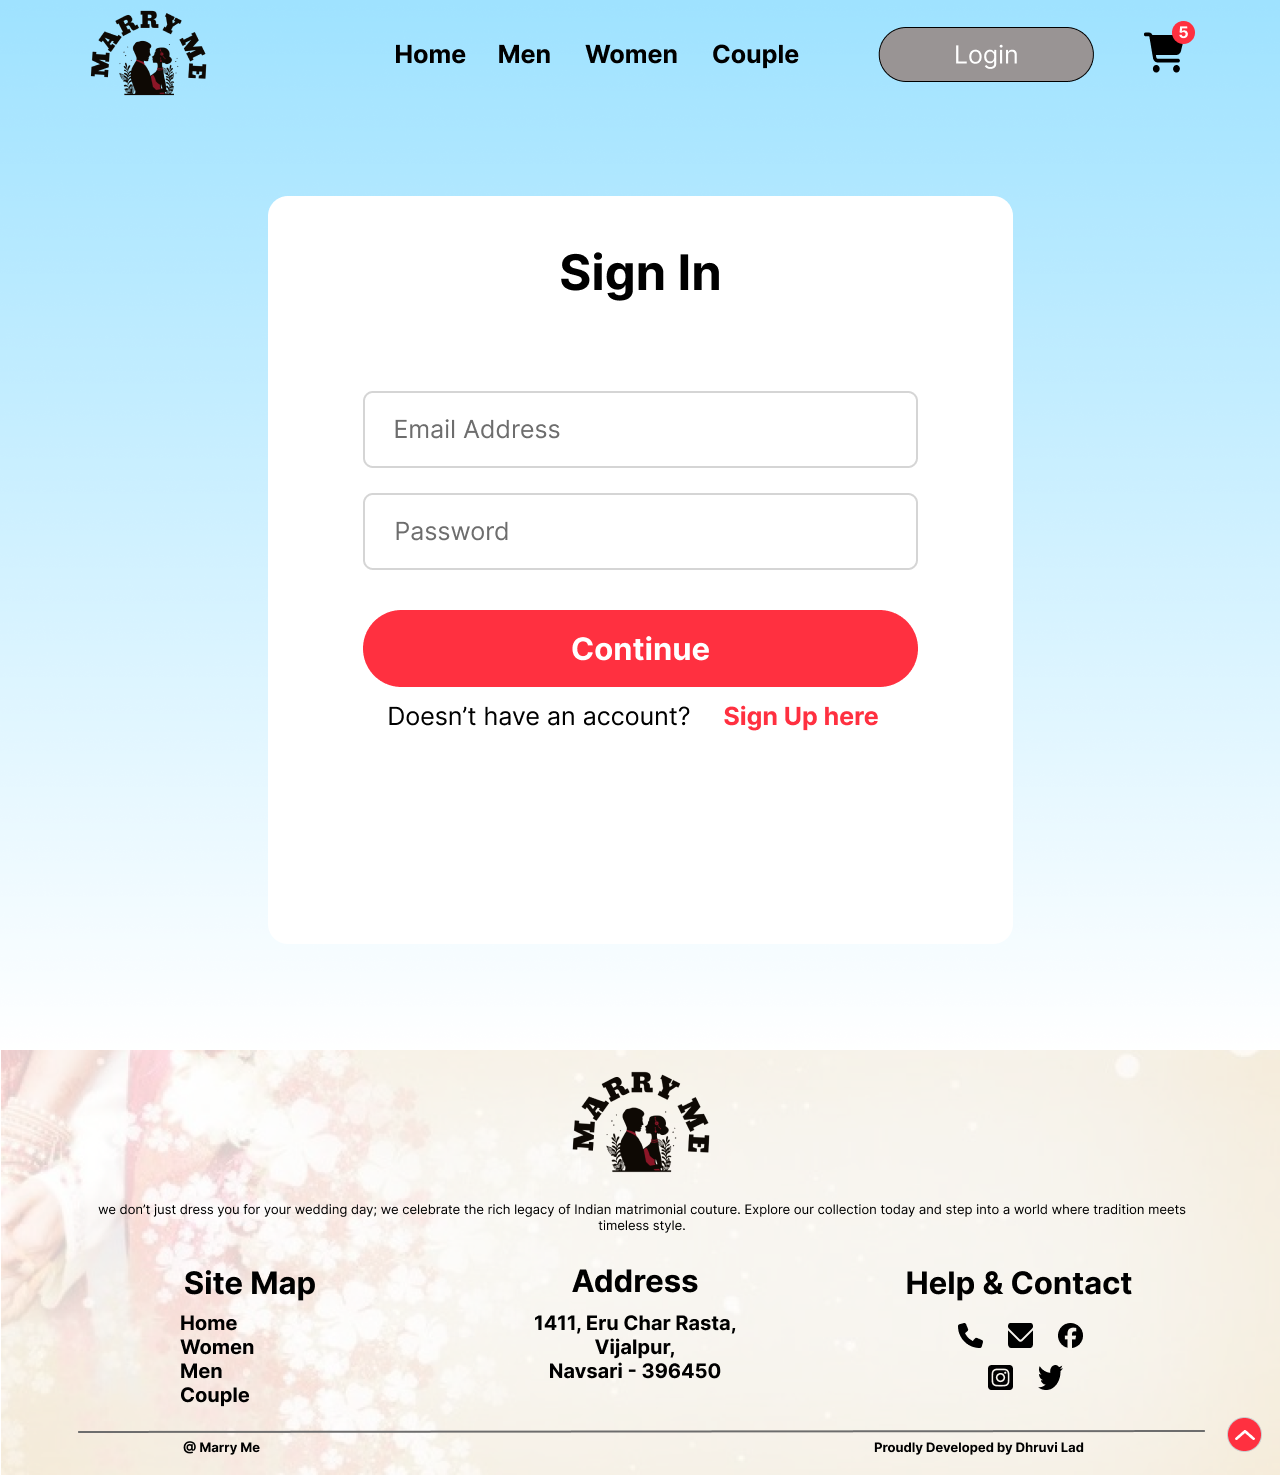 MARRY ME
Home Men Women Couple
Login
5
Sign In
Email Address
Password
Continue
Doesn’t have an account? Sign Up here
MARRY ME
we don’t just dress you for your wedding day; we celebrate the rich legacy of Indian matrimonial couture. Explore our collection today and step into a world where tradition meets
timeless style.
Site Map
Home
Women
Men
Couple
Address
1411, Eru Char Rasta,
Vijalpur,
Navsari - 396450
Help & Contact
@ Marry Me
Proudly Developed by Dhruvi Lad